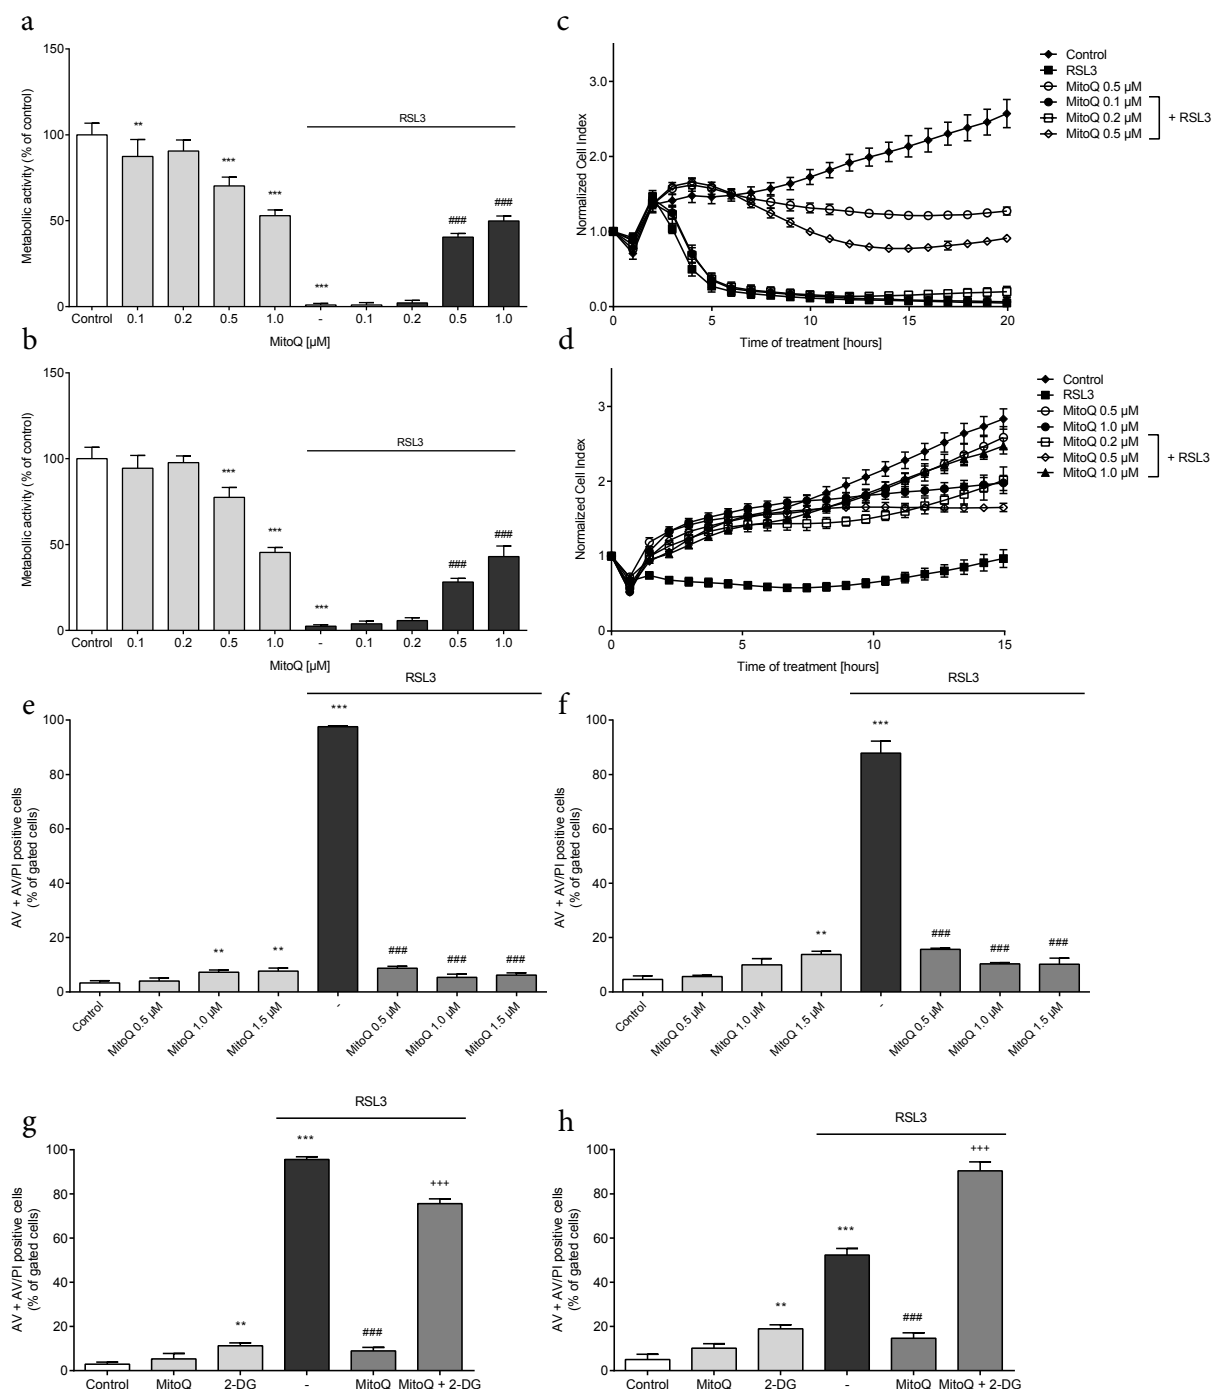 a
Metabollic activity (% of control)
150
100
50
0
**
***
***
***
RSL3
###
###
Control 0.1 0.2 0.5 1.0 - 0.1 0.2 0.5 1.0
MitoQ [µM]
c
Normalized Cell Index
3.0
2.0
1.0
0.0
0 5 10 15 20
Time of treatment [hours]
Control
RSL3
MitoQ 0.5 µM
MitoQ 0.1 µM
MitoQ 0.2 µM
MitoQ 0.5 µM
+ RSL3
b
Metabollic activity (% of control)
150
100
50
0
***
***
***
RSL3
###
###
Control 0.1 0.2 0.5 1.0 - 0.1 0.2 0.5 1.0
MitoQ [µM]
d
Normalized Cell Index
3
2
1
0
0 5 10 15
Time of treatment [hours]
Control
RSL3
MitoQ 0.5 µM
MitoQ 1.0 µM
MitoQ 0.2 µM
MitoQ 0.5 µM
MitoQ 1.0 µM
+ RSL3
e
AV + AV/PI positive cells
(% of gated cells)
100
80
60
40
20
0
RSL3
**
**
***
###
###
###
Control
MitoQ 0.5 µM
MitoQ 1.0 µM
MitoQ 1.5 µM
-
MitoQ 0.5 µM
MitoQ 1.0 µM
MitoQ 1.5 µM
f
AV + AV/PI positive cells
(% of gated cells)
100
80
60
40
20
0
RSL3
**
***
###
###
###
Control
MitoQ 0.5 µM
MitoQ 1.0 µM
MitoQ 1.5 µM
-
MitoQ 0.5 µM
MitoQ 1.0 µM
MitoQ 1.5 µM
g
AV + AV/PI positive cells
(% of gated cells)
100
80
60
40
20
0
RSL3
**
***
###
+++
Control MitoQ 2-DG - MitoQ MitoQ + 2-DG
h
AV + AV/PI positive cells
(% of gated cells)
100
80
60
40
20
0
RSL3
**
***
###
+++
Control MitoQ 2-DG - MitoQ MitoQ + 2-DG